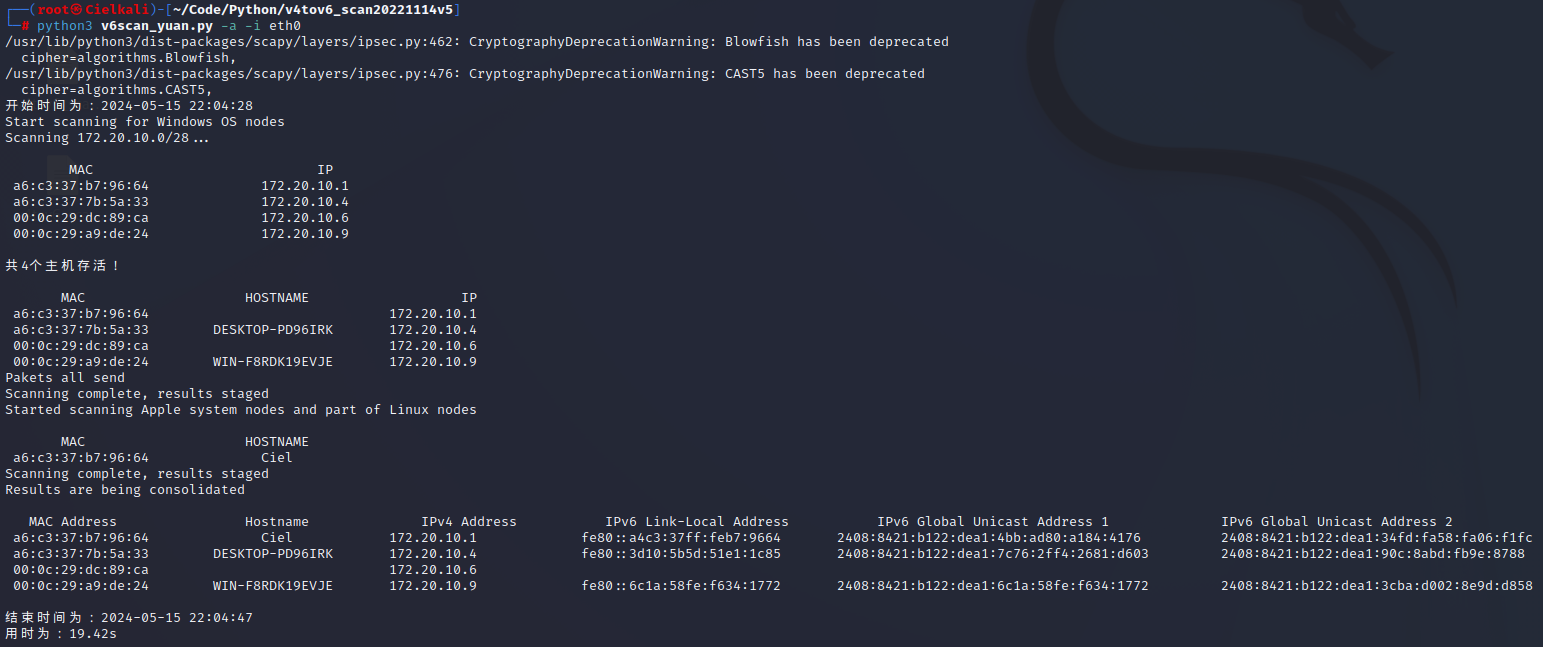 ┌──(root㉿Cielkali)-[~/Code/Python/v4tov6_scan20221114v5]
└─# python3 v6scan_yuan.py -a -i eth0
/usr/lib/python3/dist-packages/scapy/layers/ipsec.py:462: CryptographyDeprecationWarning: Blowfish has been deprecated
  cipher=algorithms.Blowfish,
/usr/lib/python3/dist-packages/scapy/layers/ipsec.py:476: CryptographyDeprecationWarning: CAST5 has been deprecated
  cipher=algorithms.CAST5,
开始时间为：2024-05-15 22:04:28
Start scanning for Windows OS nodes
Scanning 172.20.10.0/28...
MAC IP
a6:c3:37:b7:96:64 172.20.10.1
a6:c3:37:7b:5a:33 172.20.10.4
00:0c:29:dc:89:ca 172.20.10.6
00:0c:29:a9:de:24 172.20.10.9
共4个主机存活！
MAC HOSTNAME IP
a6:c3:37:b7:96:64 172.20.10.1
a6:c3:37:7b:5a:33 DESKTOP-PD96IRK 172.20.10.4
00:0c:29:dc:89:ca 172.20.10.6
00:0c:29:a9:de:24 WIN-F8RDK19EVJE 172.20.10.9
Pakets all send
Scanning complete, results staged
Started scanning Apple system nodes and part of Linux nodes
MAC HOSTNAME
a6:c3:37:b7:96:64 Ciel
Scanning complete, results staged
Results are being consolidated
MAC Address Hostname IPv4 Address IPv6 Link-Local Address IPv6 Global Unicast Address 1 IPv6 Global Unicast Address 2
a6:c3:37:b7:96:64 Ciel 172.20.10.1 fe80::a4c3:37ff:feb7:9664 2408:8421:b122:dea1:4bb:ad80:a184:4176 2408:8421:b122:dea1:34fd:fa58:fa06:f1fc
a6:c3:37:7b:5a:33 DESKTOP-PD96IRK 172.20.10.4 fe80::3d10:5b5d:51e1:1c85 2408:8421:b122:dea1:7c76:2ff4:2681:d603 2408:8421:b122:dea1:90c:8abd:fb9e:8788
00:0c:29:dc:89:ca 172.20.10.6
00:0c:29:a9:de:24 WIN-F8RDK19EVJE 172.20.10.9 fe80::6c1a:58fe:f634:1772 2408:8421:b122:dea1:6c1a:58fe:f634:1772 2408:8421:b122:dea1:3cba:d002:8e9d:d858
结束时间为：2024-05-15 22:04:47
用时为：19.42s